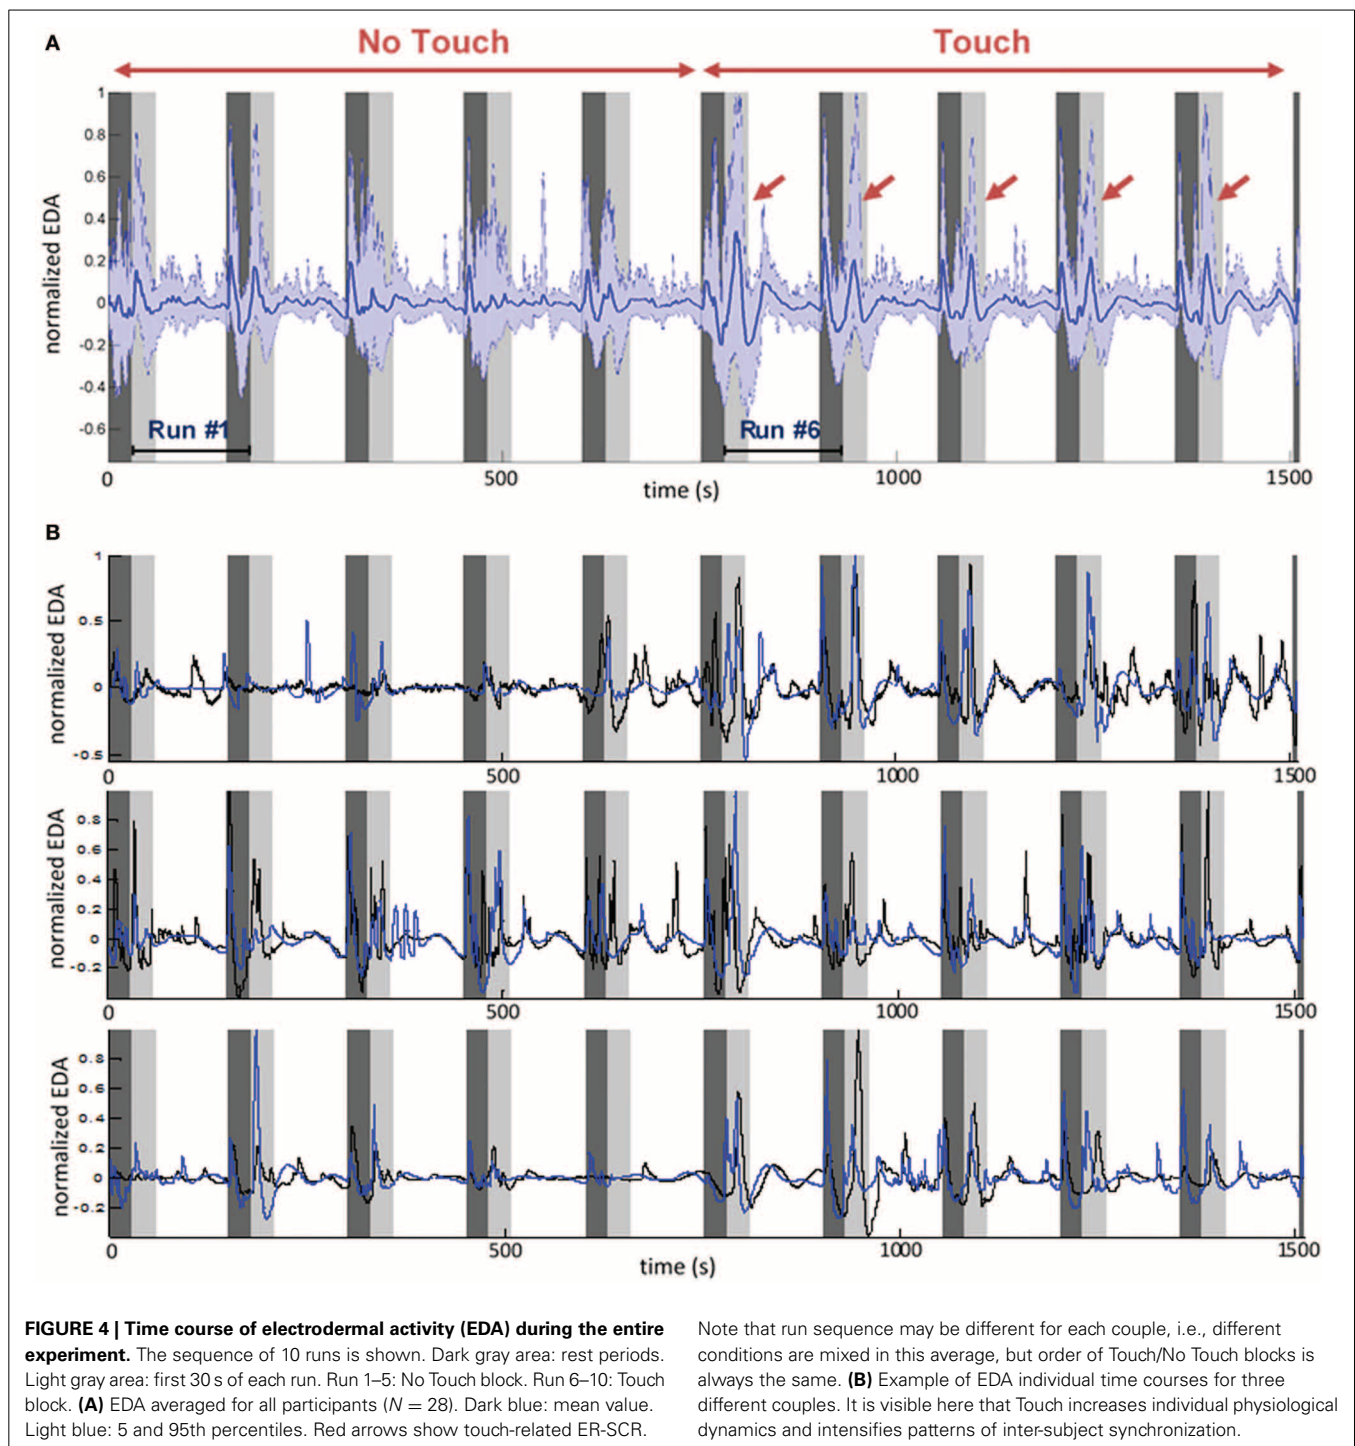 A
No Touch
Touch
1
0.8
0.6
0.4
0.2
0
-0.2
-0.4
-0.6
normalized EDA
Run #1
Run #6
0
500
1000
1500
time (s)
B
1
0.5
0
-0.5
normalized EDA
0
500
1000
1500
0.8
0.6
0.4
0.2
0
-0.2
normalized EDA
0
500
1000
1500
0.8
0.6
0.4
0.2
0
-0.2
normalized EDA
0
500
1000
1500
time (s)
FIGURE 4 | Time course of electrodermal activity (EDA) during the entire
experiment. The sequence of 10 runs is shown. Dark gray area: rest periods.
Light gray area: first 30 s of each run. Run 1–5: No Touch block. Run 6–10: Touch
block. (A) EDA averaged for all participants (N = 28). Dark blue: mean value.
Light blue: 5 and 95th percentiles. Red arrows show touch-related ER-SCR.
Note that run sequence may be different for each couple, i.e., different
conditions are mixed in this average, but order of Touch/No Touch blocks is
always the same. (B) Example of EDA individual time courses for three
different couples. It is visible here that Touch increases individual physiological
dynamics and intensifies patterns of inter-subject synchronization.